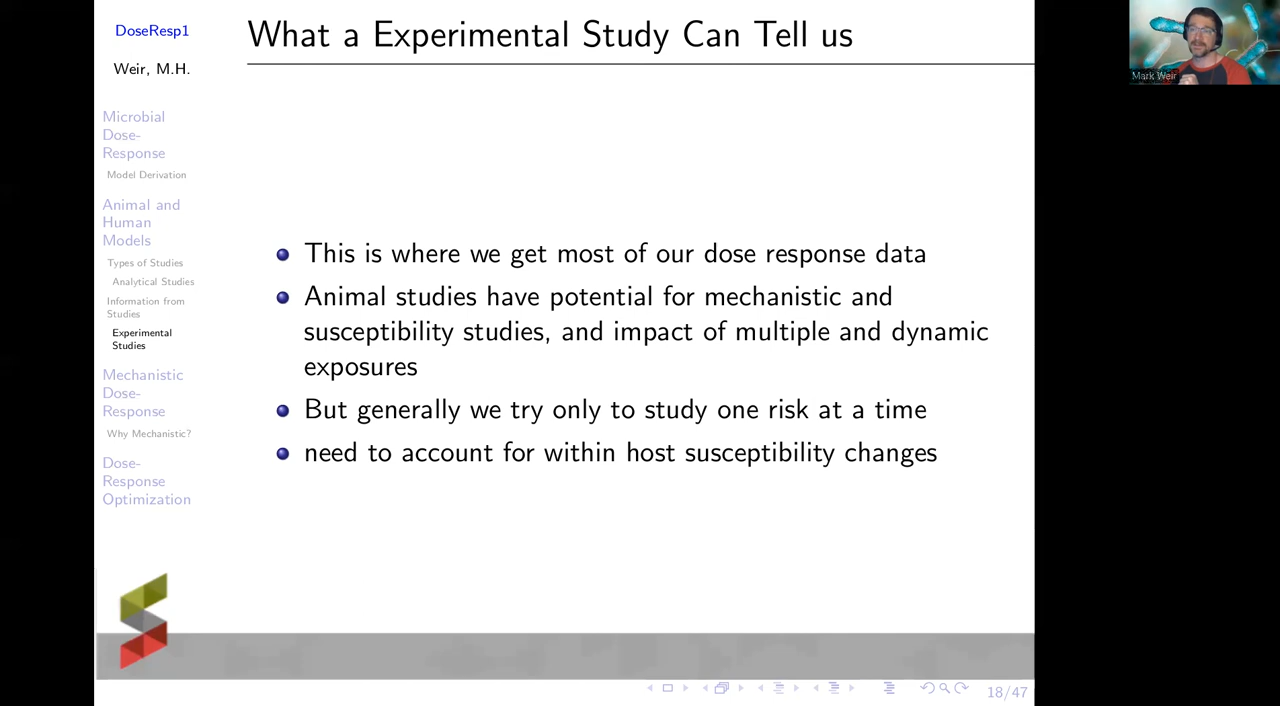 DoseResp1
Weir, M.H.
Microbial
Dose-
Response
Model Derivation
Animal and
Human
Models
Types of Studies
Analytical Studies
Information from
Studies
Experimental
Studies
Mechanistic
Dose-
Response
Why Mechanistic?
Dose-
Response
Optimization
What a Experimental Study Can Tell us
This is where we get most of our dose response data
Animal studies have potential for mechanistic and
susceptibility studies, and impact of multiple and dynamic
exposures
But generally we try only to study one risk at a time
need to account for within host susceptibility changes
18/47
Mark Weir